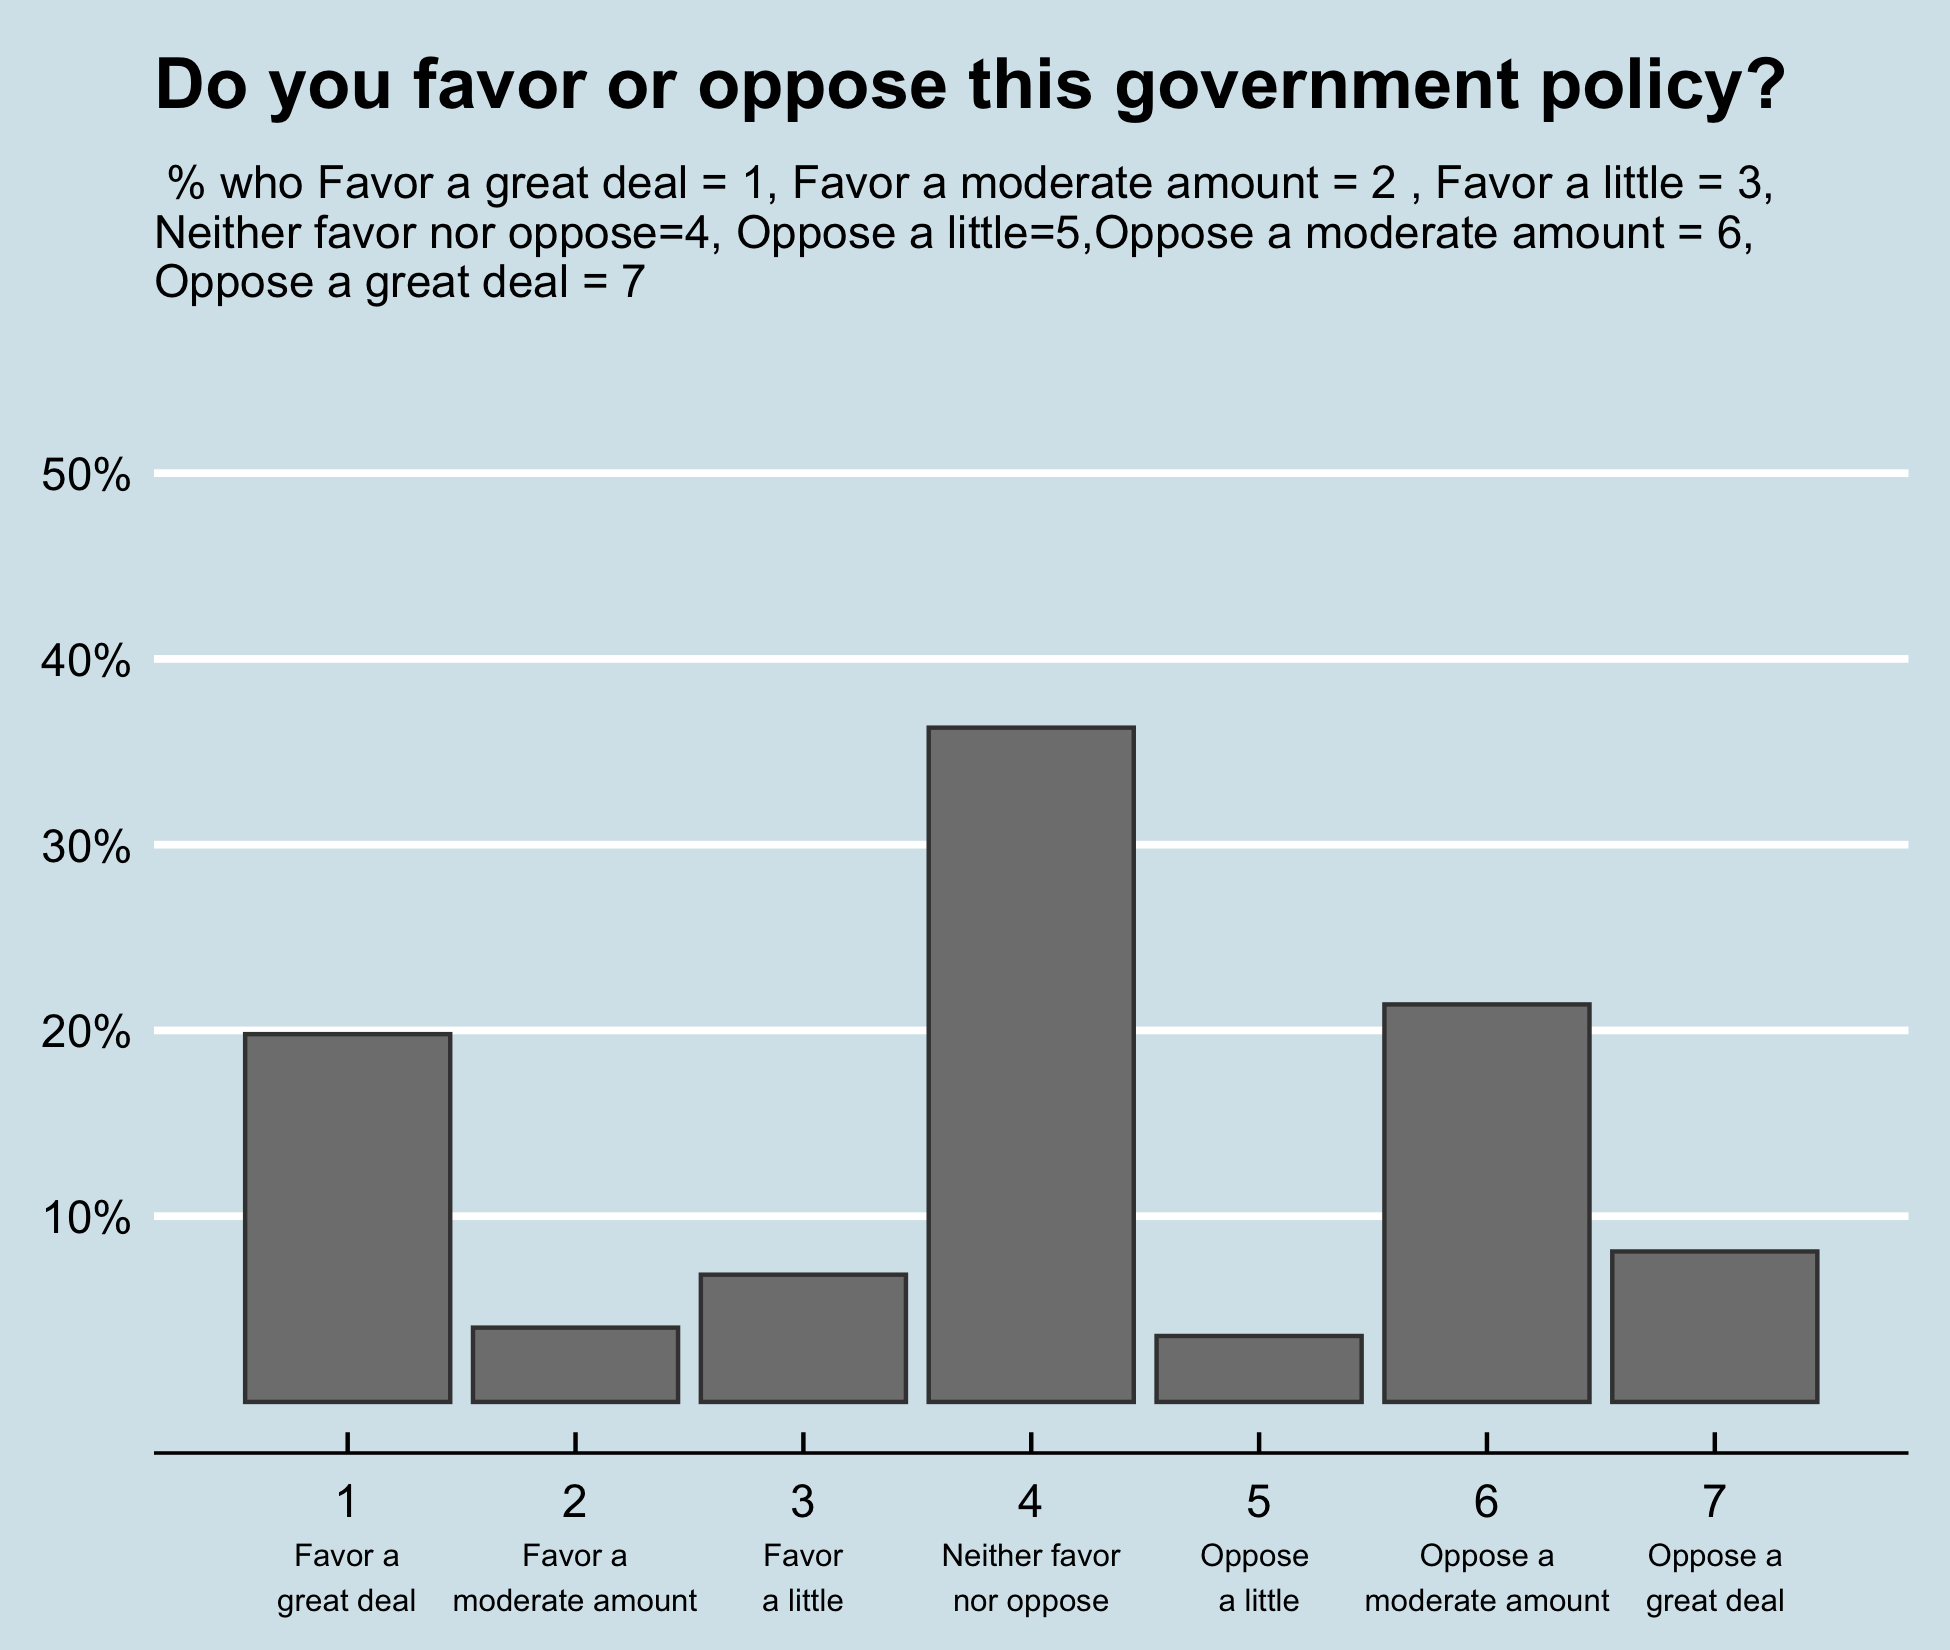 Do you favor or oppose this government policy?
% who Favor a great deal = 1, Favor a moderate amount = 2 , Favor a little = 3,
Neither favor nor oppose=4, Oppose a little=5,Oppose a moderate amount = 6,
Oppose a great deal = 7
50%
40%
30%
20%
10%
1 2 3 4 5 6 7
Favor a Favor a Favor Neither favor Oppose Oppose a Oppose a
great deal moderate amount a little nor oppose a little moderate amount great deal